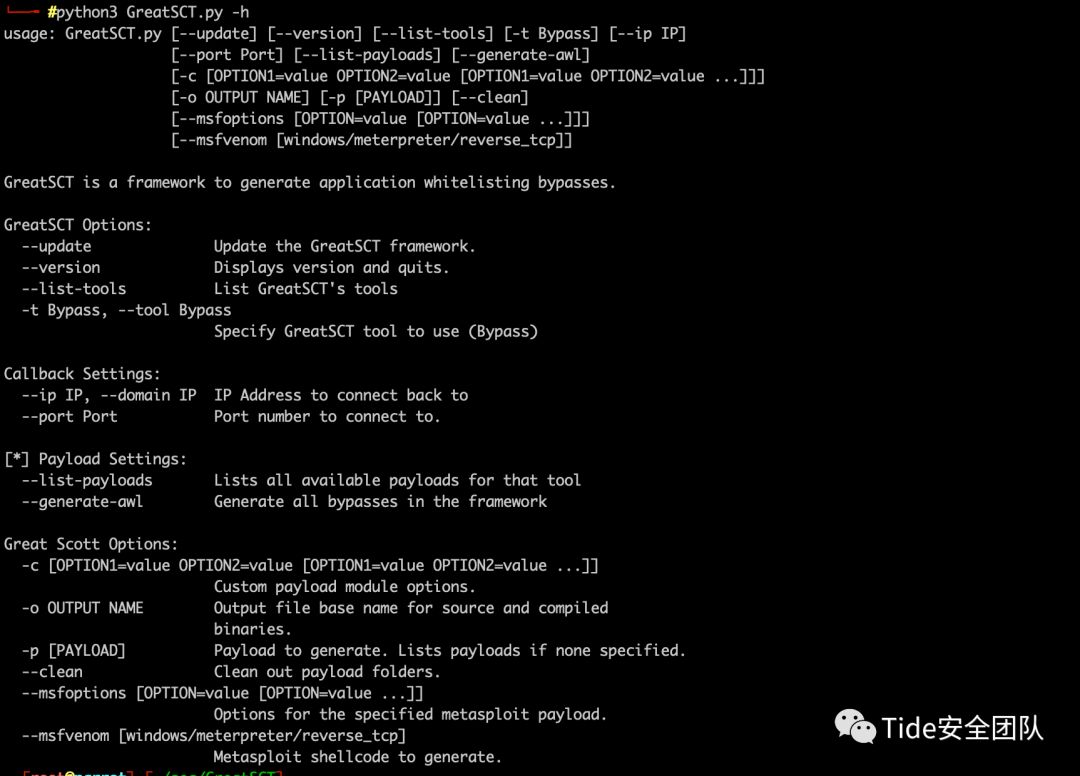 #python3 GreatSCT.py -h
usage: GreatSCT.py [--update] [--version] [--list-tools] [-t Bypass] [--ip IP]
[--port Port] [--list-payloads] [--generate-awl]
[-c [OPTION1=value OPTION2=value [OPTION1=value OPTION2=value ...]]]
[-o OUTPUT NAME] [-p [PAYLOAD]] [--clean]
[--msfoptions [OPTION=value [OPTION=value ...]]]
[--msfvenom [windows/meterpreter/reverse_tcp]]
GreatSCT is a framework to generate application whitelisting bypasses.
GreatSCT Options:
--update Update the GreatSCT framework.
--version Displays version and quits.
--list-tools List GreatSCT's tools
-t Bypass, --tool Bypass
Specify GreatSCT tool to use (Bypass)
Callback Settings:
--ip IP, --domain IP IP Address to connect back to
--port Port Port number to connect to.
[*] Payload Settings:
--list-payloads Lists all available payloads for that tool
--generate-awl Generate all bypasses in the framework
Great Scott Options:
-c [OPTION1=value OPTION2=value [OPTION1=value OPTION2=value ...]]
Custom payload module options.
-o OUTPUT NAME Output file base name for source and compiled
binaries.
-p [PAYLOAD] Payload to generate. Lists payloads if none specified.
--clean Clean out payload folders.
--msfoptions [OPTION=value [OPTION=value ...]]
Options for the specified metasploit payload.
--msfvenom [windows/meterpreter/reverse_tcp]
Metasploit shellcode to generate.
Tide安全团队